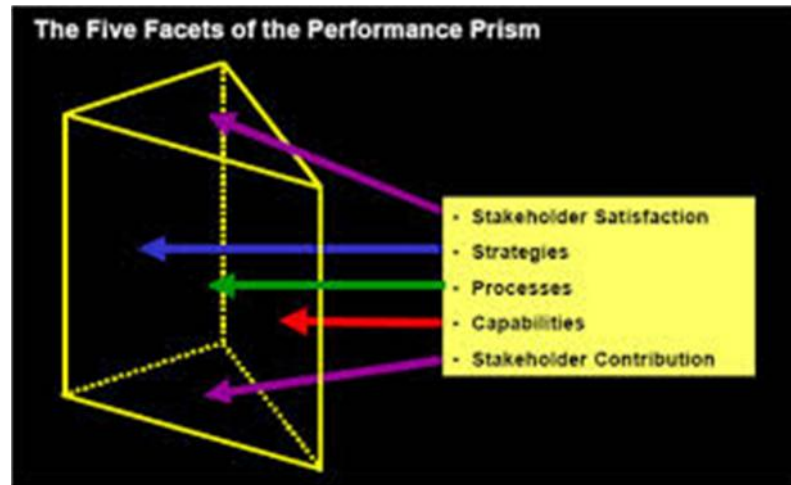 The Five Facets of the Performance Prism
- Stakeholder Satisfaction
- Strategies
- Processes
- Capabilities
- Stakeholder Contribution